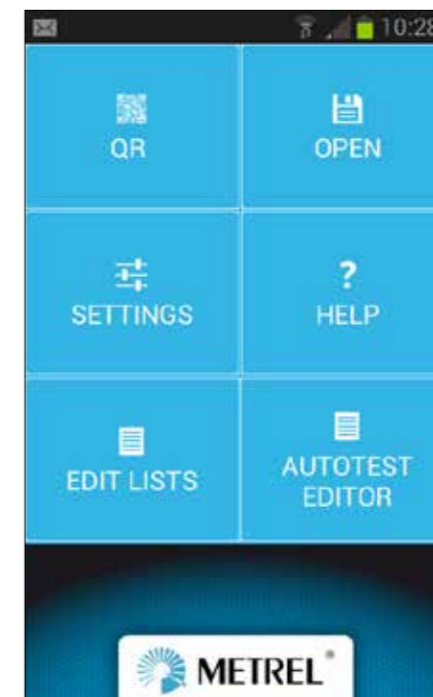 10:28
QR
OPEN
SETTINGS
?
HELP
EDIT LISTS
AUTOTEST
EDITOR
METREL®